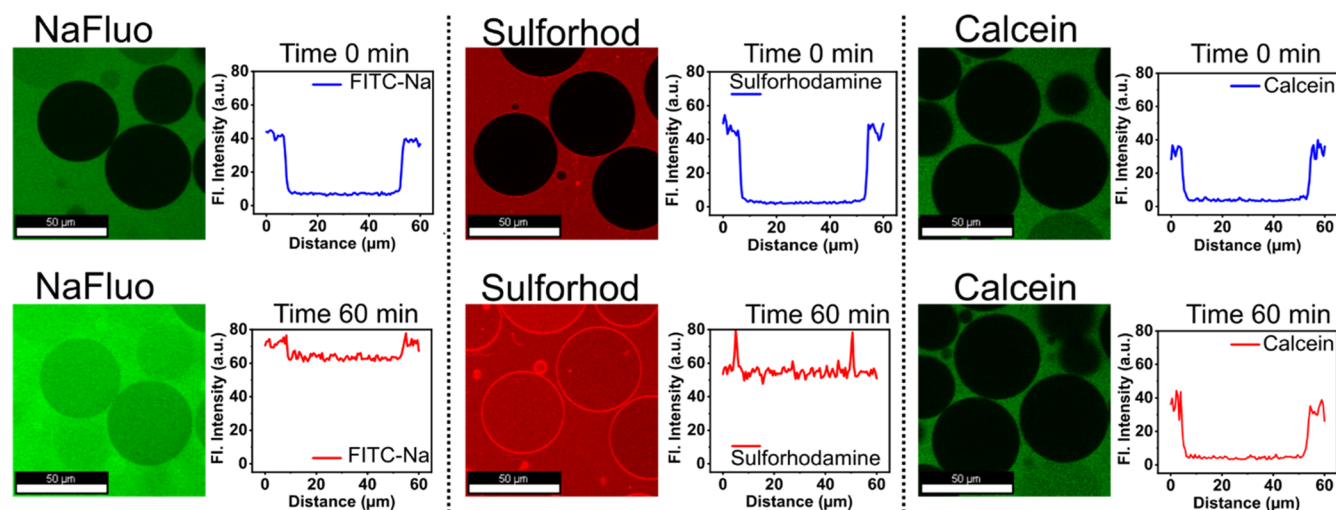 NaFluo
Time 0 min
FITC-Na
Fl. Intensity (a.u.)
80
60
40
20
0
0 20 40 60
Distance (µm)
50 µm
Sulforhod
Time 0 min
Sulforhodamine
Fl. Intensity (a.u.)
80
60
40
20
0
0 20 40 60
Distance (µm)
50 µm
Calcein
Time 0 min
Calcein
Fl. Intensity (a.u.)
80
60
40
20
0
0 20 40 60
Distance (µm)
50 µm
NaFluo
Time 60 min
FITC-Na
Fl. Intensity (a.u.)
80
60
40
20
0
0 20 40 60
Distance (µm)
50 µm
Sulforhod
Time 60 min
Sulforhodamine
Fl. Intensity (a.u.)
80
60
40
20
0
0 20 40 60
Distance (µm)
50 µm
Calcein
Time 60 min
Calcein
Fl. Intensity (a.u.)
80
60
40
20
0
0 20 40 60
Distance (µm)
50 µm